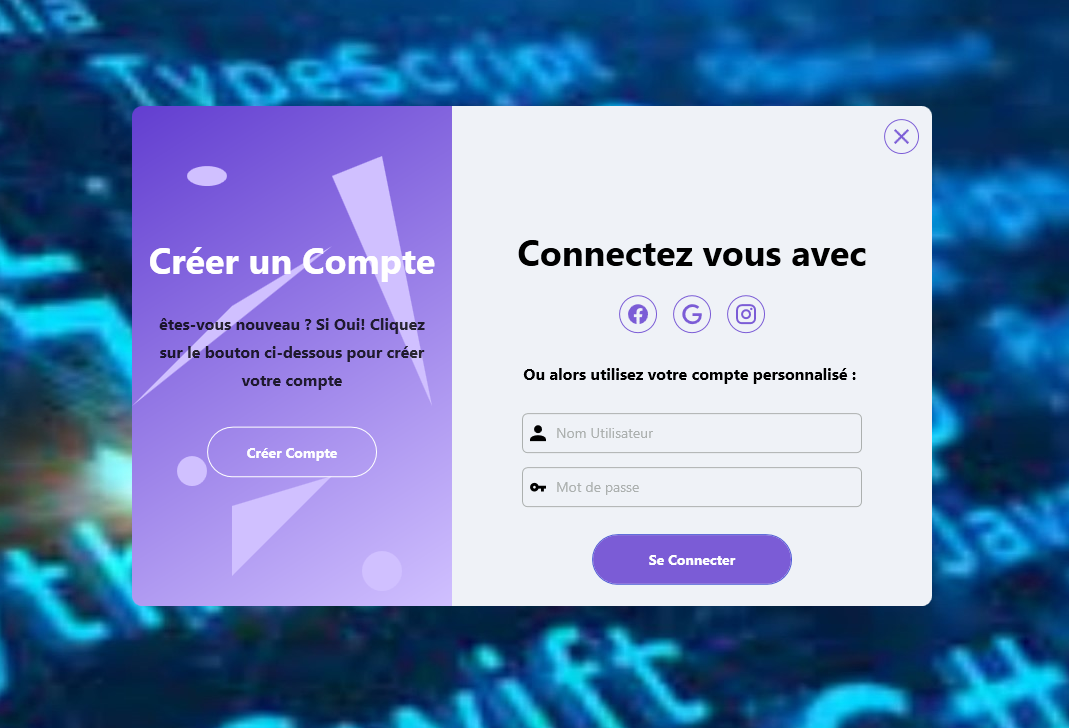 TypeScript
Créer un Compte
êtes-vous nouveau ? Si Oui! Cliquez
sur le bouton ci-dessous pour créer
votre compte
Créer Compte
Connectez vous avec
Ou alors utilisez votre compte personnalisé :
Nom Utilisateur
Mot de passe
Se Connecter
Swift
C#